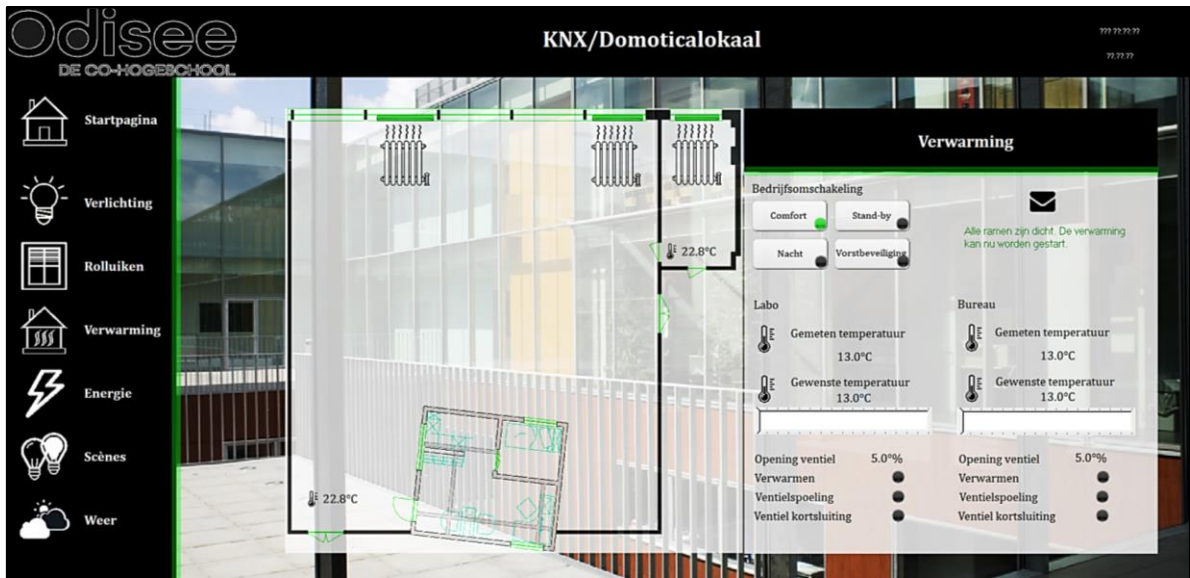 Odisee
DE CO-HOGESCHOOL
KNX/Domoticalokaal
??? ??.??.??
??.??.??
Startpagina
Verlichting
Rolluiken
Verwarming
Energie
Scènes
Weer
22.8°C
22.8°C
Verwarming
Bedrijfsomschakeling
Comfort
Stand-by
Nacht
Vorstbeveiliging
Alle ramen zijn dicht. De verwarming
kan nu worden gestart.
Labo
Gemeten temperatuur
13.0°C
Gewenste temperatuur
13.0°C
Opening ventiel 5.0%
Verwarmen
Ventielspoeling
Ventiel kortsluiting
Bureau
Gemeten temperatuur
13.0°C
Gewenste temperatuur
13.0°C
Opening ventiel 5.0%
Verwarmen
Ventielspoeling
Ventiel kortsluiting